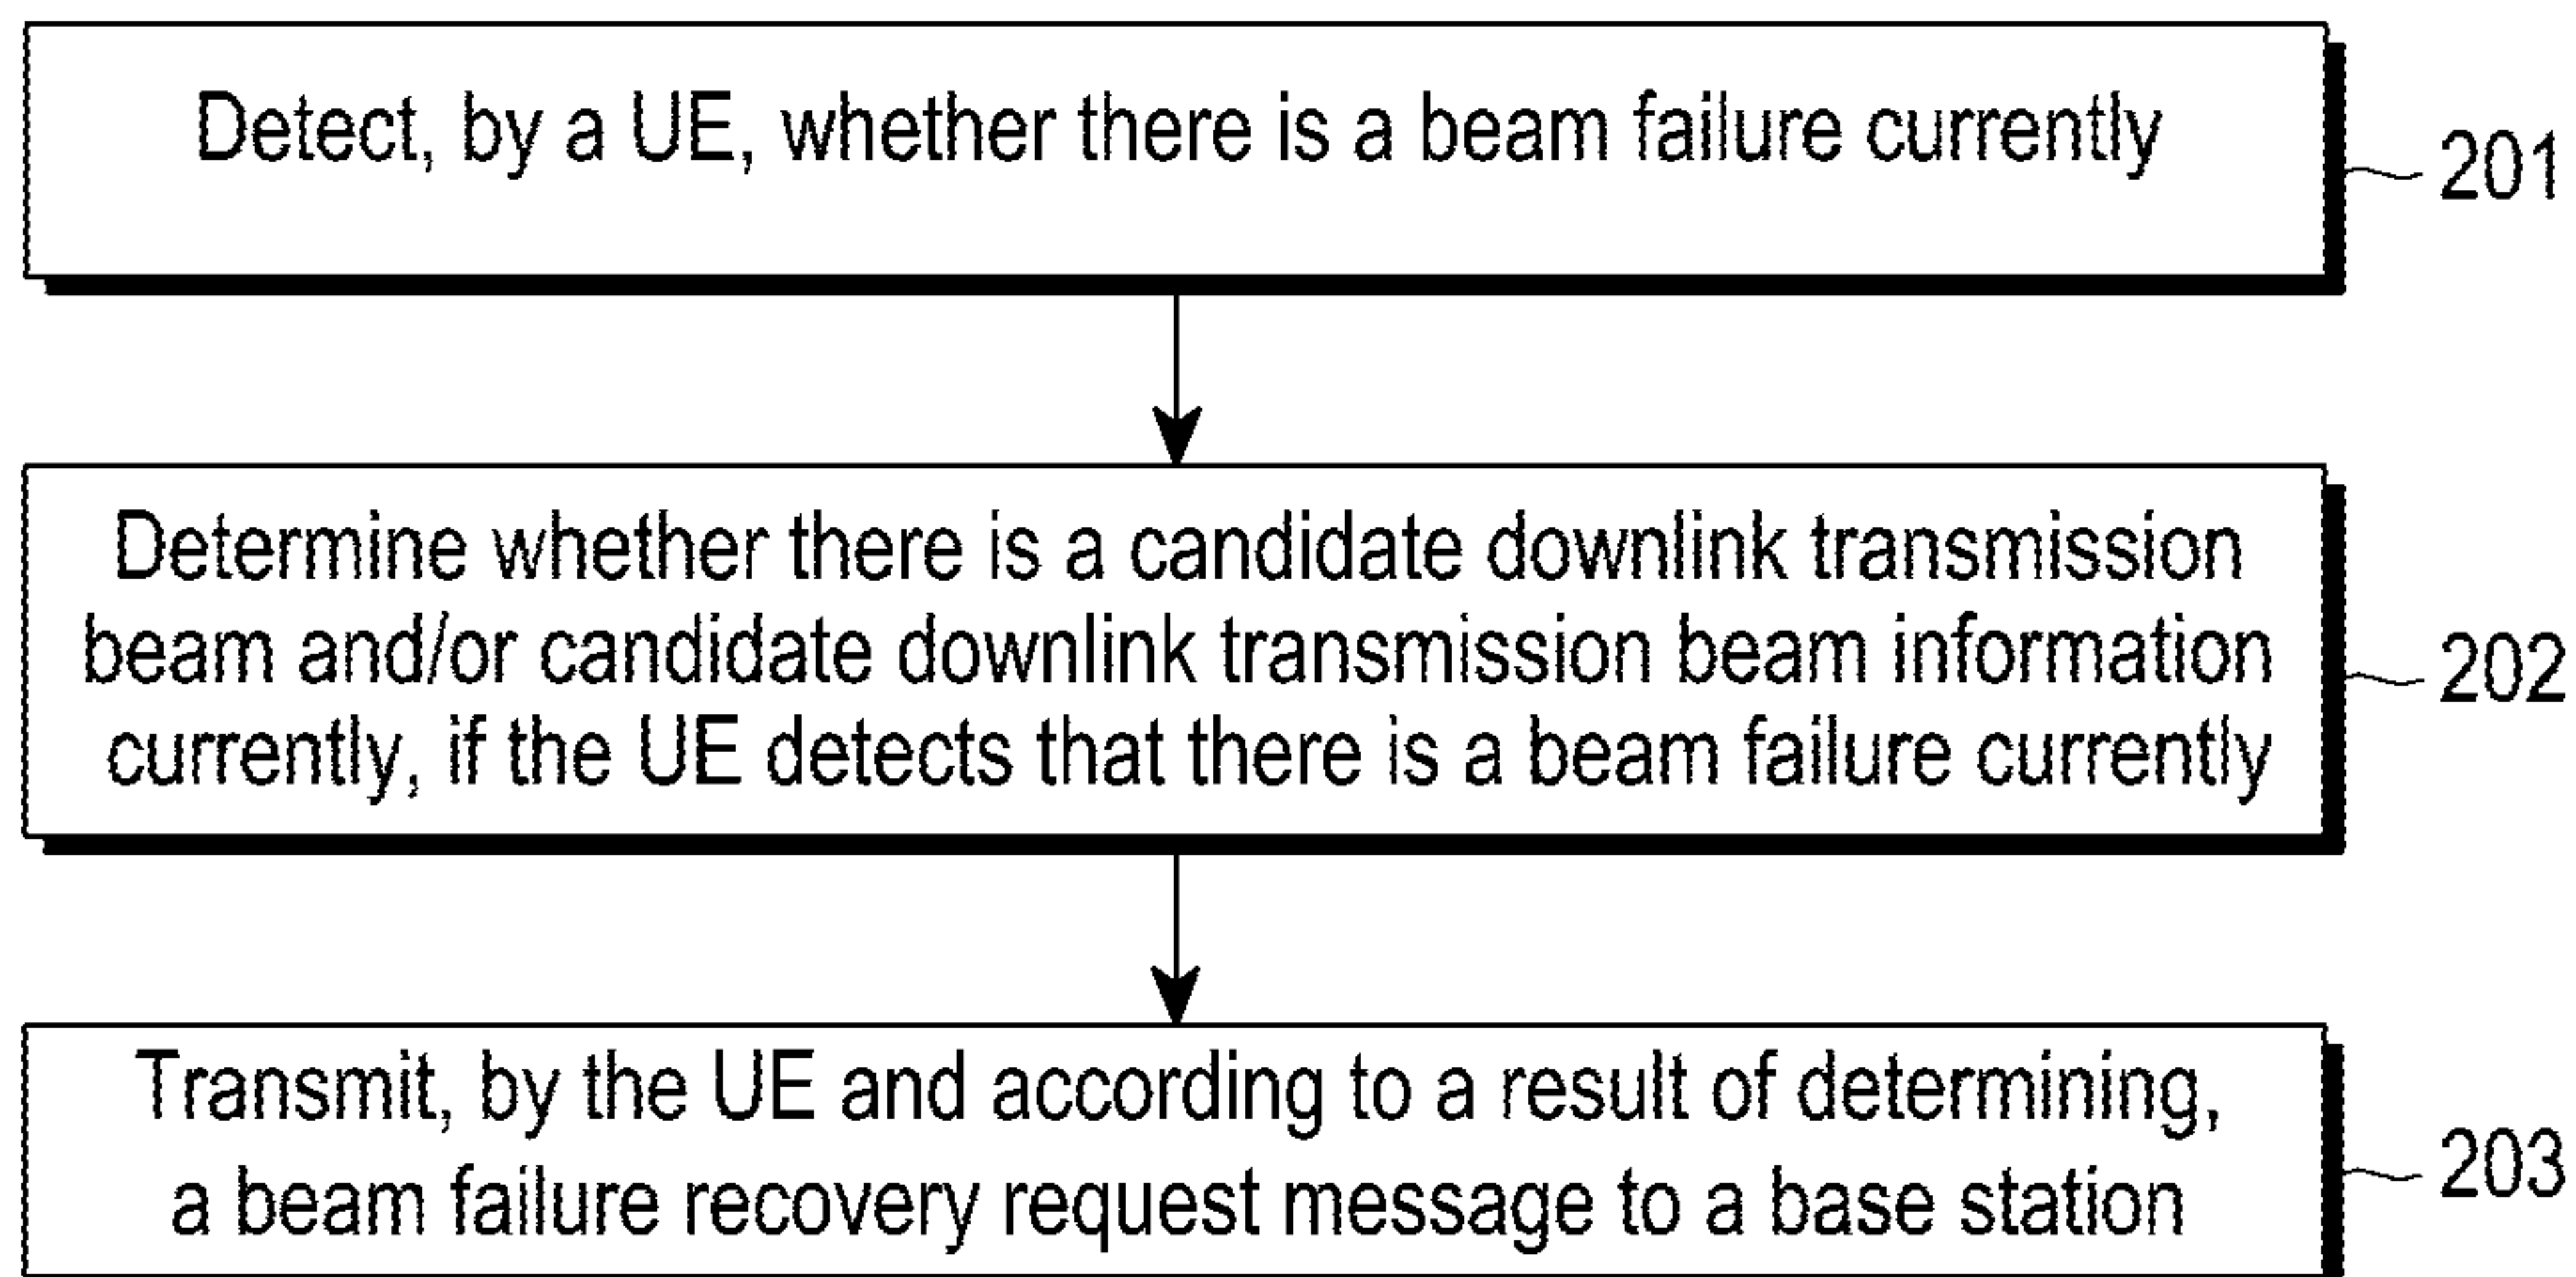 Detect, by a UE, whether there is a beam failure currently
201
Determine whether there is a candidate downlink transmission
beam and/or candidate downlink transmission beam information
currently, if the UE detects that there is a beam failure currently
202
Transmit, by the UE and according to a result of determining,
a beam failure recovery request message to a base station
203